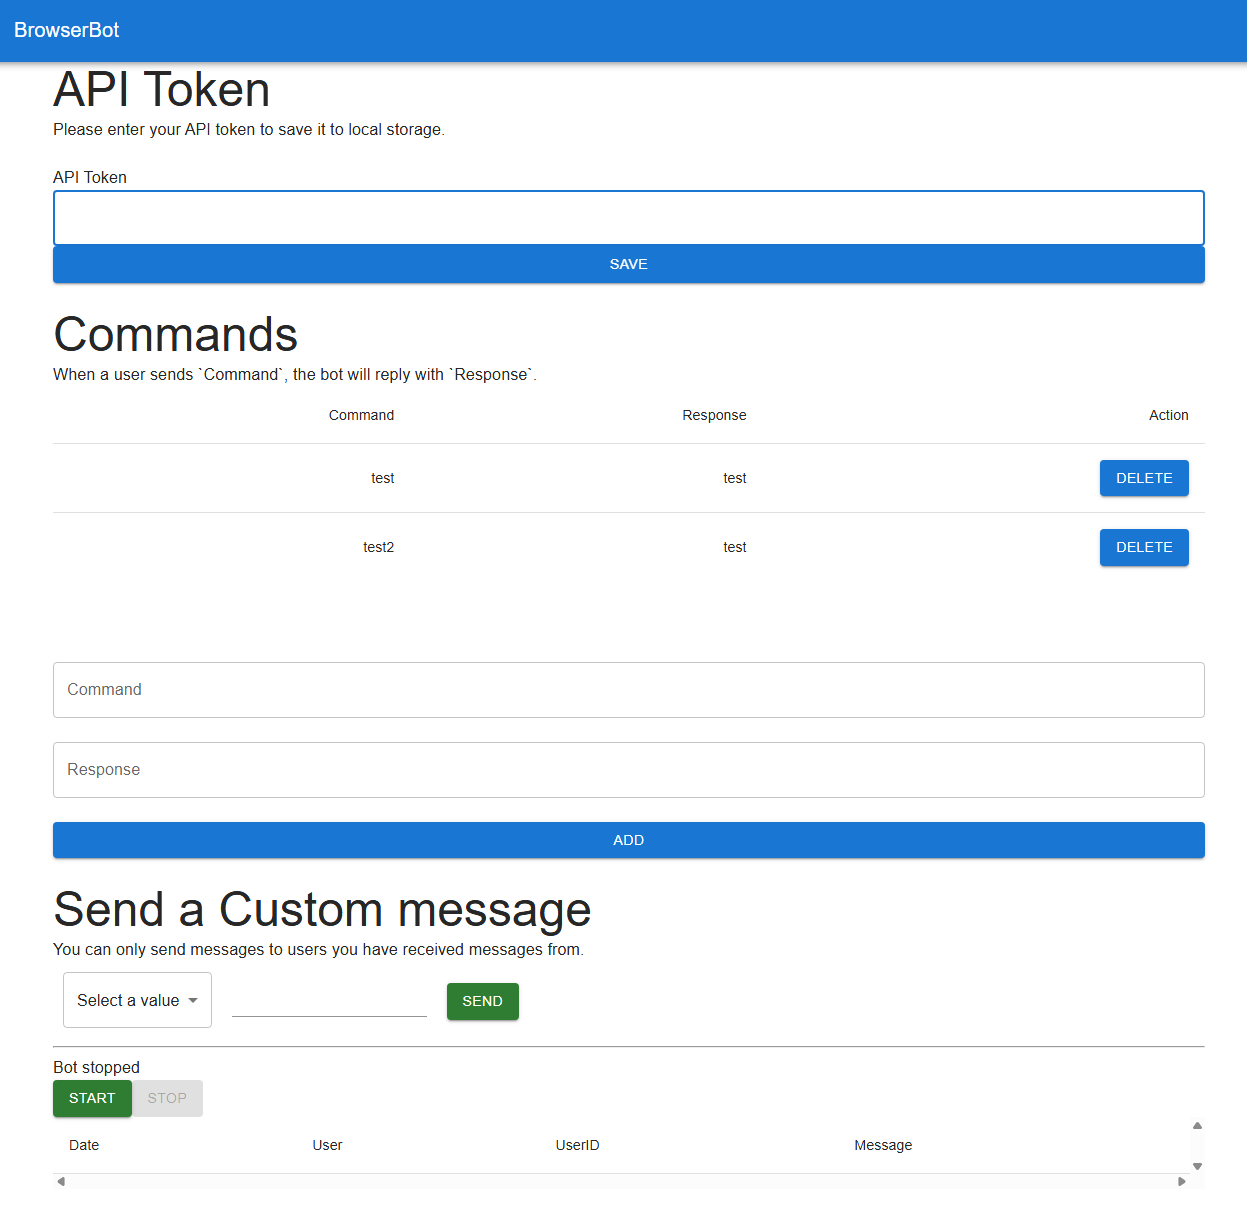 BrowserBot
API Token
Please enter your API token to save it to local storage.
API Token
SAVE
Commands
When a user sends `Command`, the bot will reply with `Response`.
Command Response Action
test test DELETE
test2 test DELETE
Command
Response
ADD
Send a Custom message
You can only send messages to users you have received messages from.
Select a value SEND
Bot stopped
START STOP
Date User UserID Message